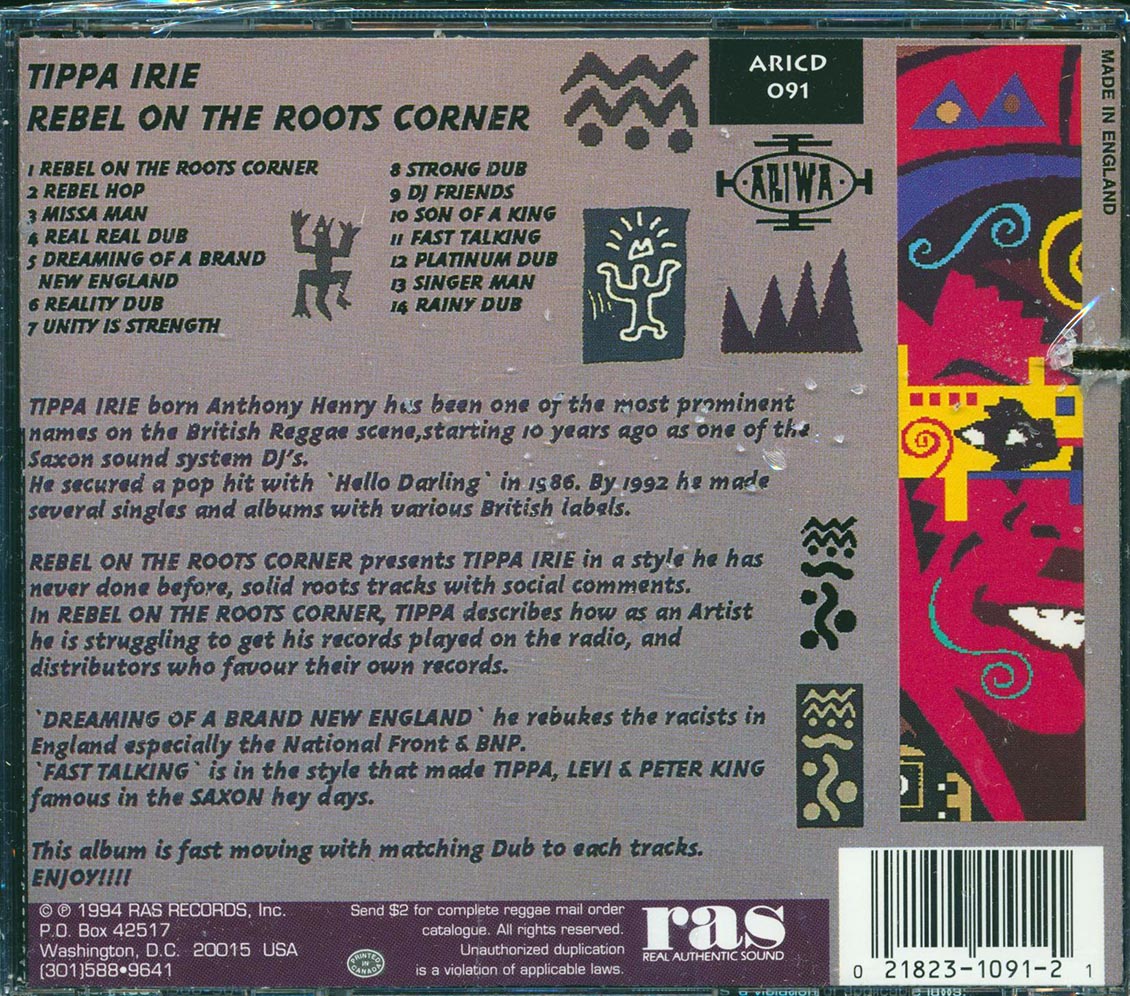 TIPPA IRIE
REBEL ON THE ROOTS CORNER
1 REBEL ON THE ROOTS CORNER
2 REBEL HOP
3 MISSA MAN
4 REAL REAL DUB
5 DREAMING OF A BRAND
NEW ENGLAND
6 REALITY DUB
7 UNITY IS STRENGTH
8 STRONG DUB
9 DJ FRIENDS
10 SON OF A KING
11 FAST TALKING
12 PLATINUM DUB
13 SINGER MAN
14 RAINY DUB
ARICD
091
·ARIWA·
MADE IN ENGLAND
TIPPA IRIE born Anthony Henry has been one of the most prominent
names on the British Reggae scene,starting 10 years ago as one of the
Saxon sound system DJ's.
He secured a pop hit with `Hello Darling` in 1986. By 1992 he made
several singles and albums with various British labels.
REBEL ON THE ROOTS CORNER presents TIPPA IRIE in a style he has
never done before, solid roots tracks with social comments.
In REBEL ON THE ROOTS CORNER, TIPPA describes how as an Artist
he is struggling to get his records played on the radio, and
distributors who favour their own records.
`DREAMING OF A BRAND NEW ENGLAND` he rebukes the racists in
England especially the National Front & BNP.
`FAST TALKING` is in the style that made TIPPA, LEVI & PETER KING
famous in the SAXON hey days.
This album is fast moving with matching Dub to each tracks.
ENJOY!!!!
© ℗ 1994 RAS RECORDS, Inc.
P.O. Box 42517
Washington, D.C. 20015 USA
(301)588•9641
PRINTED
IN
CANADA
Send $2 for complete reggae mail order
catalogue. All rights reserved.
Unauthorized duplication
is a violation of applicable laws.
ras
REAL AUTHENTIC SOUND
0 21823-1091-2 1